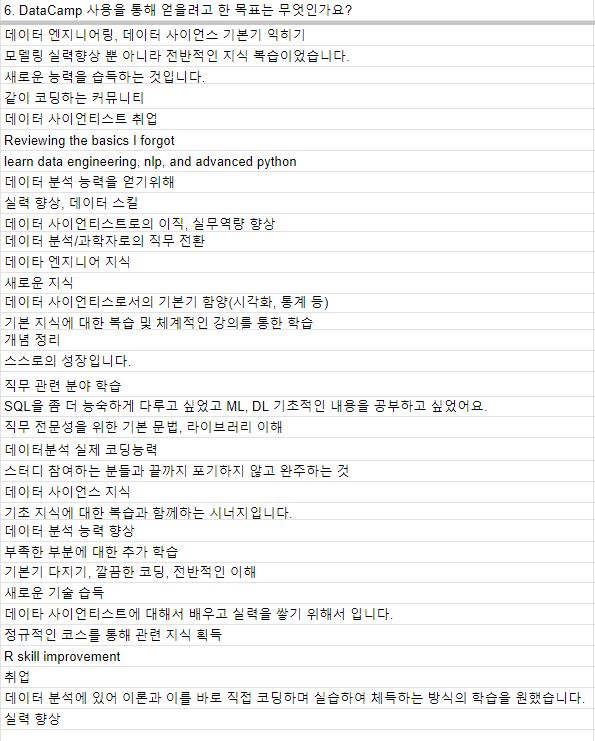 6. DataCamp 사용을 통해 얻을려고 한 목표는 무엇인가요?
데이터 엔지니어링, 데이터 사이언스 기본기 익히기
모델링 실력향상 뿐 아니라 전반적인 지식 복습이었습니다.
새로운 능력을 습득하는 것입니다.
같이 코딩하는 커뮤니티
데이터 사이언티스트 취업
Reviewing the basics I forgot
learn data engineering, nlp, and advanced python
데이터 분석 능력을 얻기위해
실력 향상, 데이터 스킬
데이터 사이언티스트로의 이직, 실무역량 향상
데이터 분석/과학자로의 직무 전환
데이타 엔지니어 지식
새로운 지식
데이터 사이언티스로서의 기본기 함양(시각화, 통계 등)
기본 지식에 대한 복습 및 체계적인 강의를 통한 학습
개념 정리
스스로의 성장입니다.
직무 관련 분야 학습
SQL을 좀 더 능숙하게 다루고 싶었고 ML, DL 기초적인 내용을 공부하고 싶었어요.
직무 전문성을 위한 기본 문법, 라이브러리 이해
데이터분석 실제 코딩능력
스터디 참여하는 분들과 끝까지 포기하지 않고 완주하는 것
데이터 사이언스 지식
기초 지식에 대한 복습과 함께하는 시너지입니다.
데이터 분석 능력 향상
부족한 부분에 대한 추가 학습
기본기 다지기, 깔끔한 코딩, 전반적인 이해
새로운 기술 습득
데이타 사이언티스트에 대해서 배우고 실력을 쌓기 위해서 입니다.
정규적인 코스를 통해 관련 지식 획득
R skill improvement
취업
데이터 분석에 있어 이론과 이를 바로 직접 코딩하며 실습하여 체득하는 방식의 학습을 원했습니다.
실력 향상